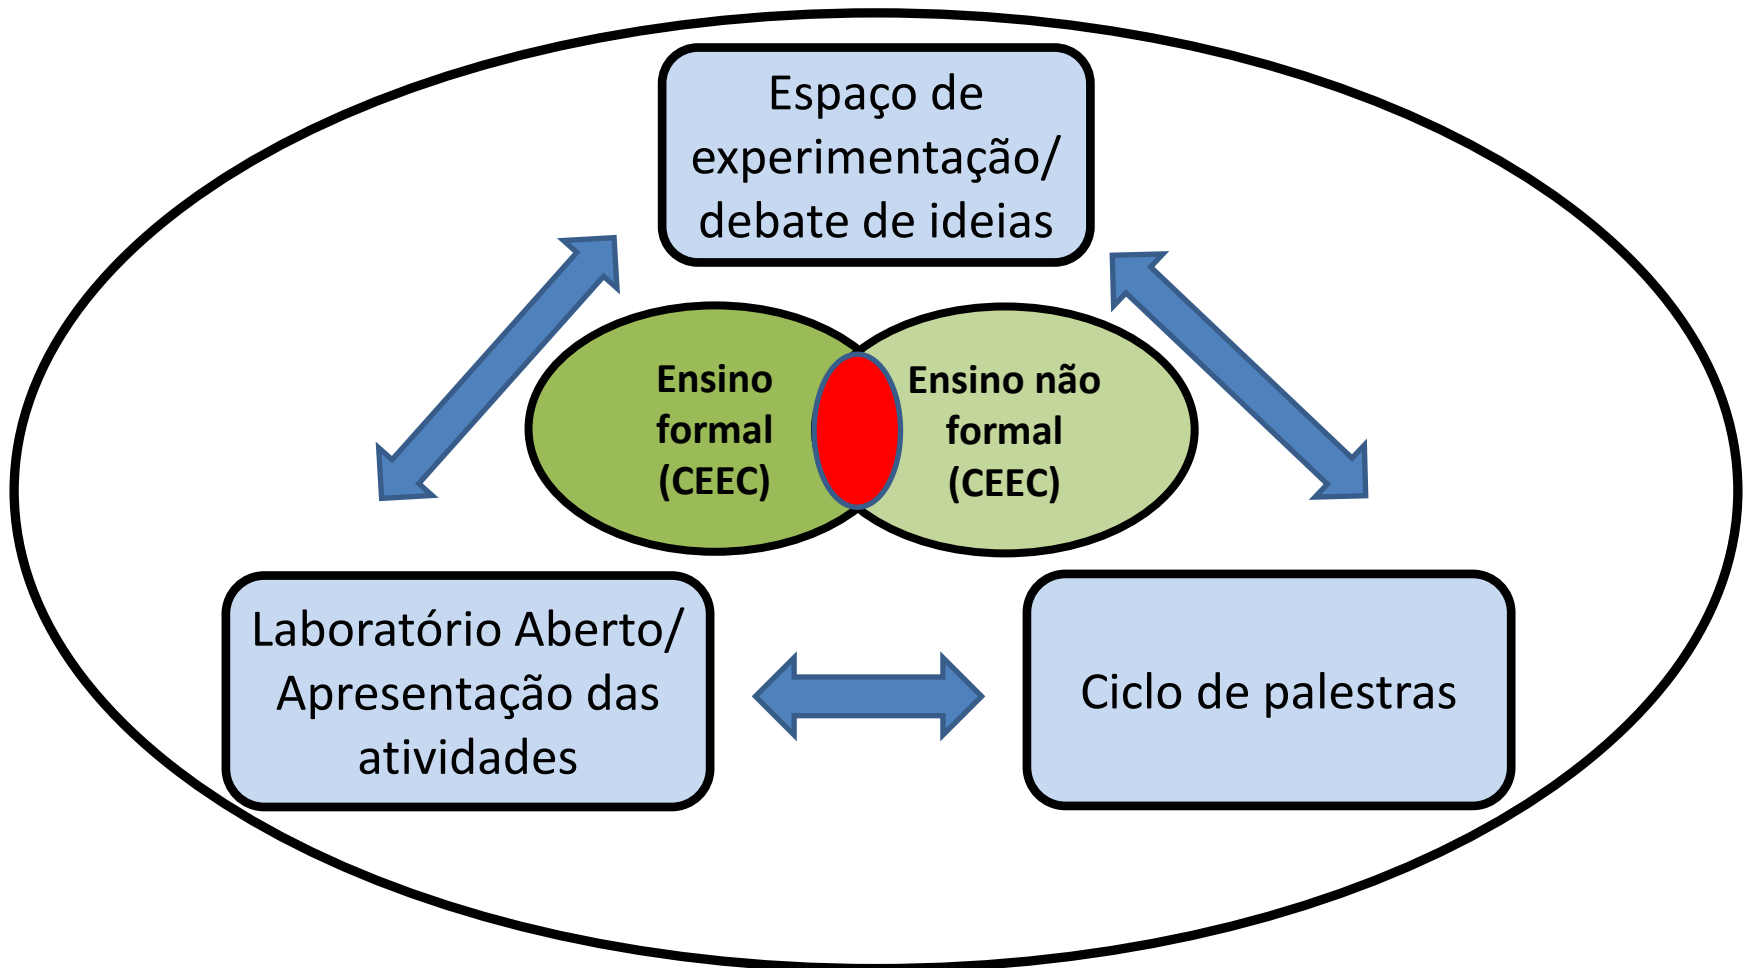 Espaço de
experimentação/
debate de ideias
Ensino
formal
(CEEC)
Ensino não
formal
(CEEC)
Laboratório Aberto/
Apresentação das
atividades
Ciclo de palestras